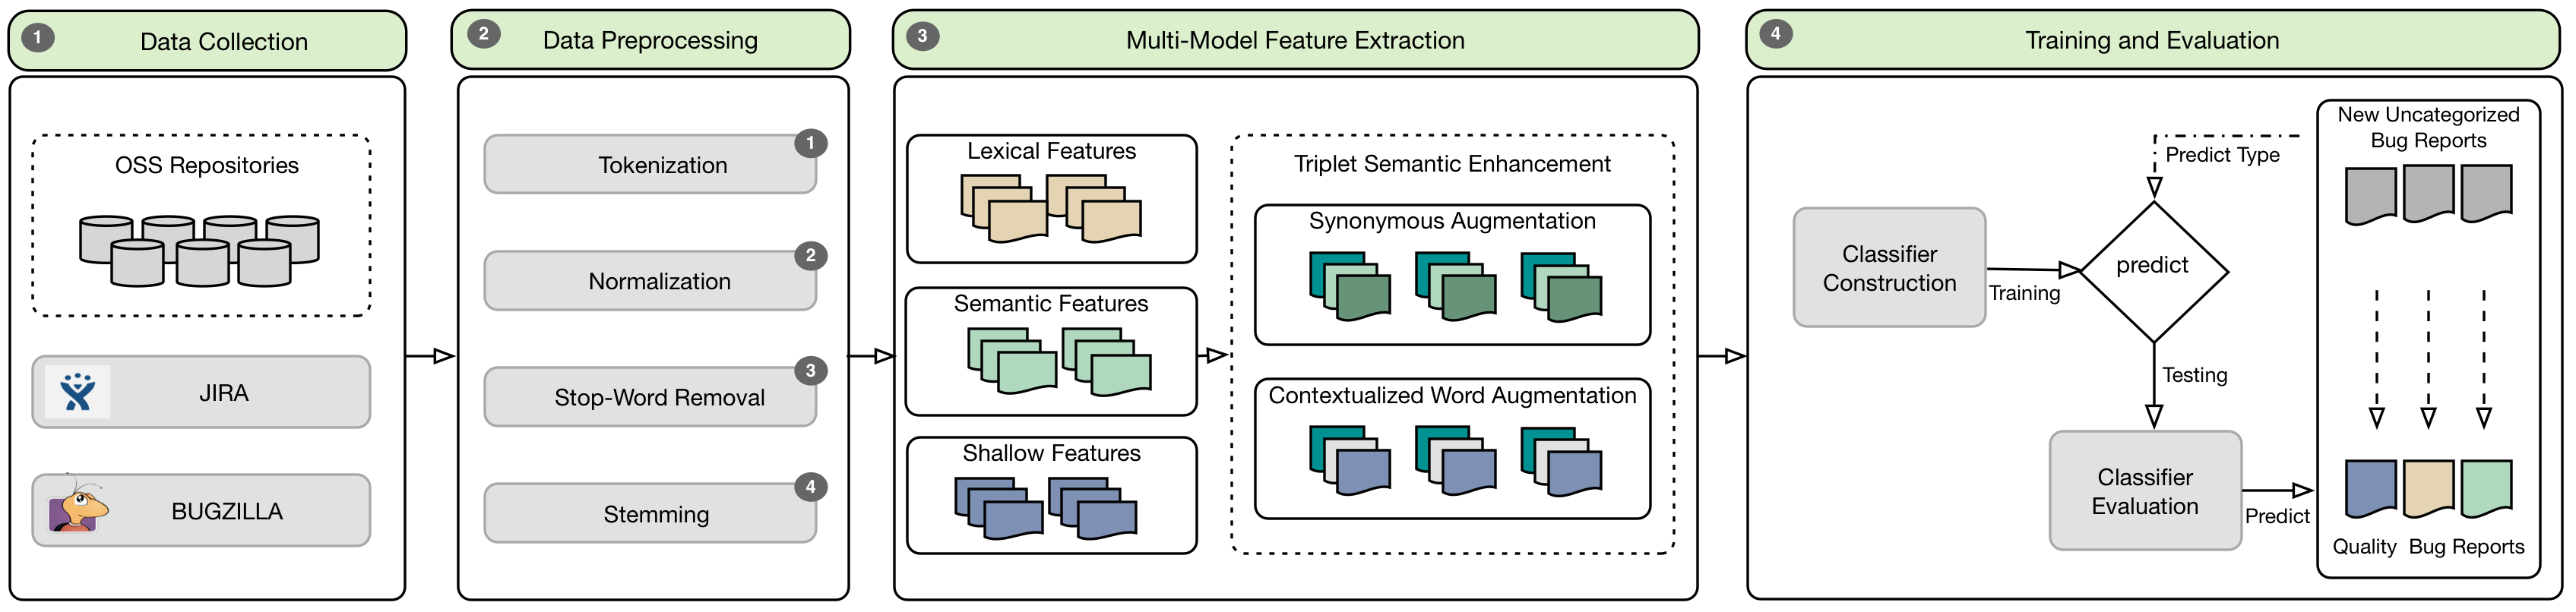 1
Data Collection
OSS Repositories
JIRA
BUGZILLA
2
Data Preprocessing
Tokenization
1
Normalization
2
Stop-Word Removal
3
Stemming
4
3
Multi-Model Feature Extraction
Lexical Features
Semantic Features
Shallow Features
Triplet Semantic Enhancement
Synonymous Augmentation
Contextualized Word Augmentation
4
Training and Evaluation
Classifier
Construction
Training
predict
Predict Type
Testing
Classifier
Evaluation
Predict
New Uncategorized
Bug Reports
Quality Bug Reports